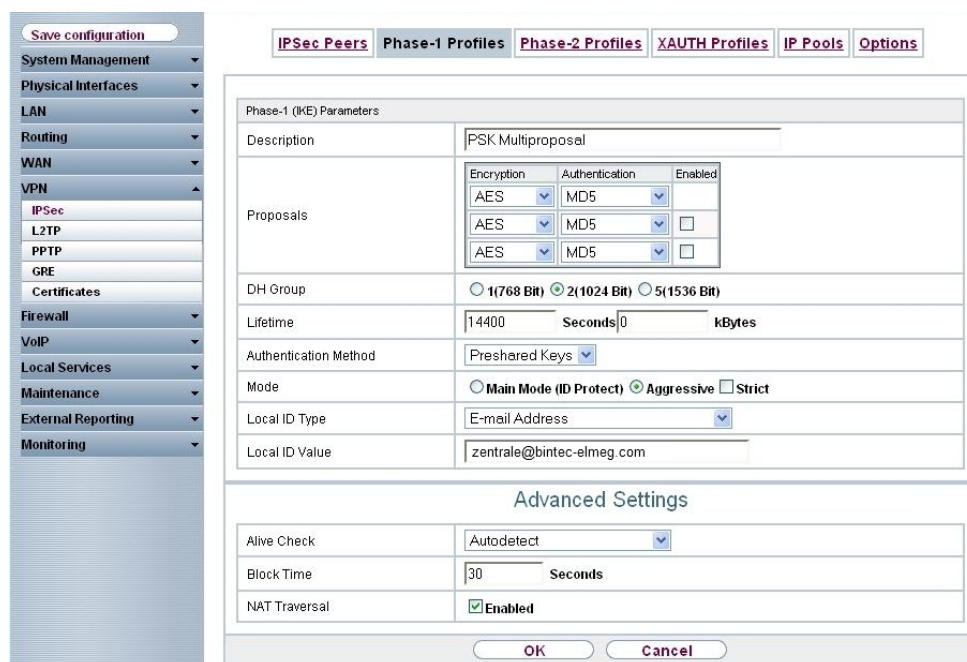 Save configuration
System Management
Physical Interfaces
LAN
Routing
WAN
VPN
IPSec
L2TP
PPTP
GRE
Certificates
Firewall
VoIP
Local Services
Maintenance
External Reporting
Monitoring
IPSec Peers Phase-1 Profiles Phase-2 Profiles XAUTH Profiles IP Pools Options
Phase-1 (IKE) Parameters
Description PSK Multiproposal
Proposals
Encryption Authentication Enabled
AES MD5
AES MD5
AES MD5
DH Group 1(768 Bit) 2(1024 Bit) 5(1536 Bit)
Lifetime 14400 Seconds 0 kBytes
Authentication Method Preshared Keys
Mode Main Mode (ID Protect) Aggressive Strict
Local ID Type E-mail Address
Local ID Value zentrale@bintec-elmeg.com
Advanced Settings
Alive Check Autodetect
Block Time 30 Seconds
NAT Traversal Enabled
OK Cancel